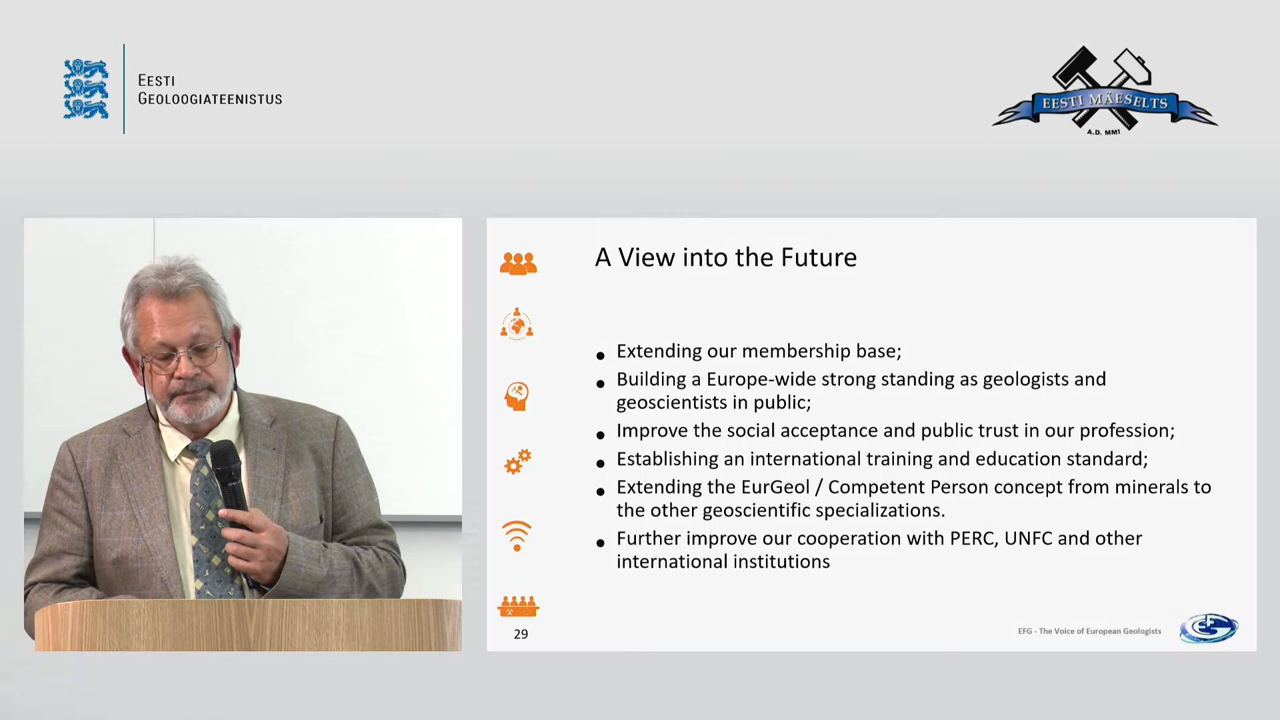 EESTI
GEOLOOGIATEENISTUS
EESTI MÄESELTS
A.D. MMI
A View into the Future
• Extending our membership base;
• Building a Europe-wide strong standing as geologists and
geoscientists in public;
• Improve the social acceptance and public trust in our profession;
• Establishing an international training and education standard;
• Extending the EurGeol / Competent Person concept from minerals to
the other geoscientific specializations.
• Further improve our cooperation with PERC, UNFC and other
international institutions
29
EFG - The Voice of European Geologists
EFG